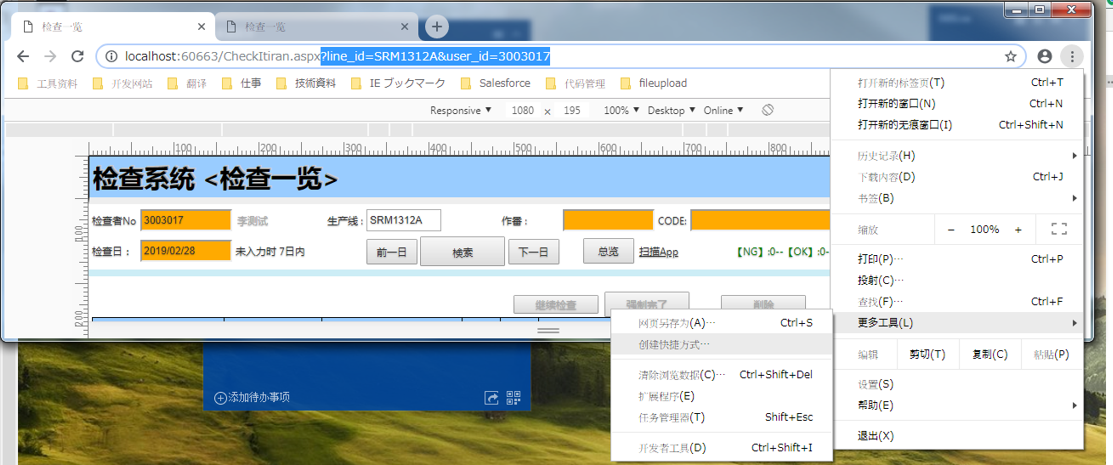 检查一览
检查一览
localhost:60663/CheckItiran.aspx?line_id=SRM1312A&user_id=3003017
工具资料 开发网站 翻译 仕事 技術資料 IE ブックマーク Salesforce 代码管理 fileupload
Responsive ▼ 1080 x 195 100% ▼ Desktop ▼ Online ▼
100 200 300 400 500 600 700 800
检查系统 <检查一览>
检查者No 3003017 李测试 生产线: SRM1312A 作番: CODE:
检查日: 2019/02/28 未入力时 7日内 前一日 検索 下一日 总览 扫描App 【NG】:0--【OK】:0
100
继续检查 强制完了 删除
200
打开新的标签页(T) Ctrl+T
打开新的窗口(N) Ctrl+N
打开新的无痕窗口(I) Ctrl+Shift+N
历史记录(H)
下载内容(D) Ctrl+J
书签(B)
缩放 − 100% +
打印(P)… Ctrl+P
投射(C)…
查找(F)… Ctrl+F
更多工具(L)
编辑 剪切(T) 复制(C) 粘贴(P)
设置(S)
帮助(E)
退出(X)
网页另存为(A)… Ctrl+S
创建快捷方式…
清除浏览数据(C)… Ctrl+Shift+Del
扩展程序(E)
任务管理器(T) Shift+Esc
开发者工具(D) Ctrl+Shift+I
添加待办事项